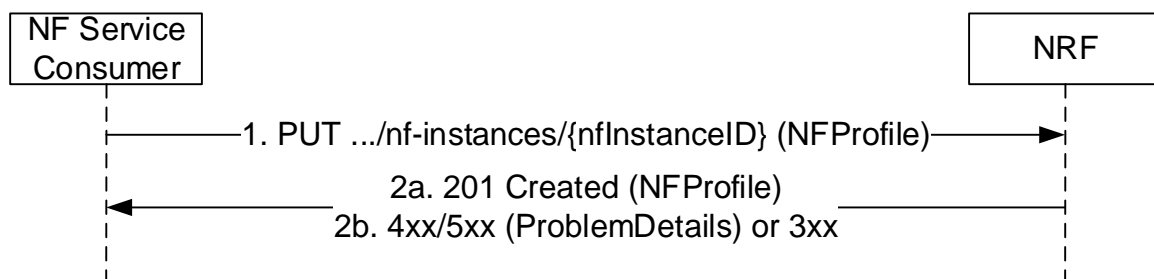 NF Service
Consumer
NRF
1. PUT .../nf-instances/{nfInstanceID} (NFProfile)
2a. 201 Created (NFProfile)
2b. 4xx/5xx (ProblemDetails) or 3xx